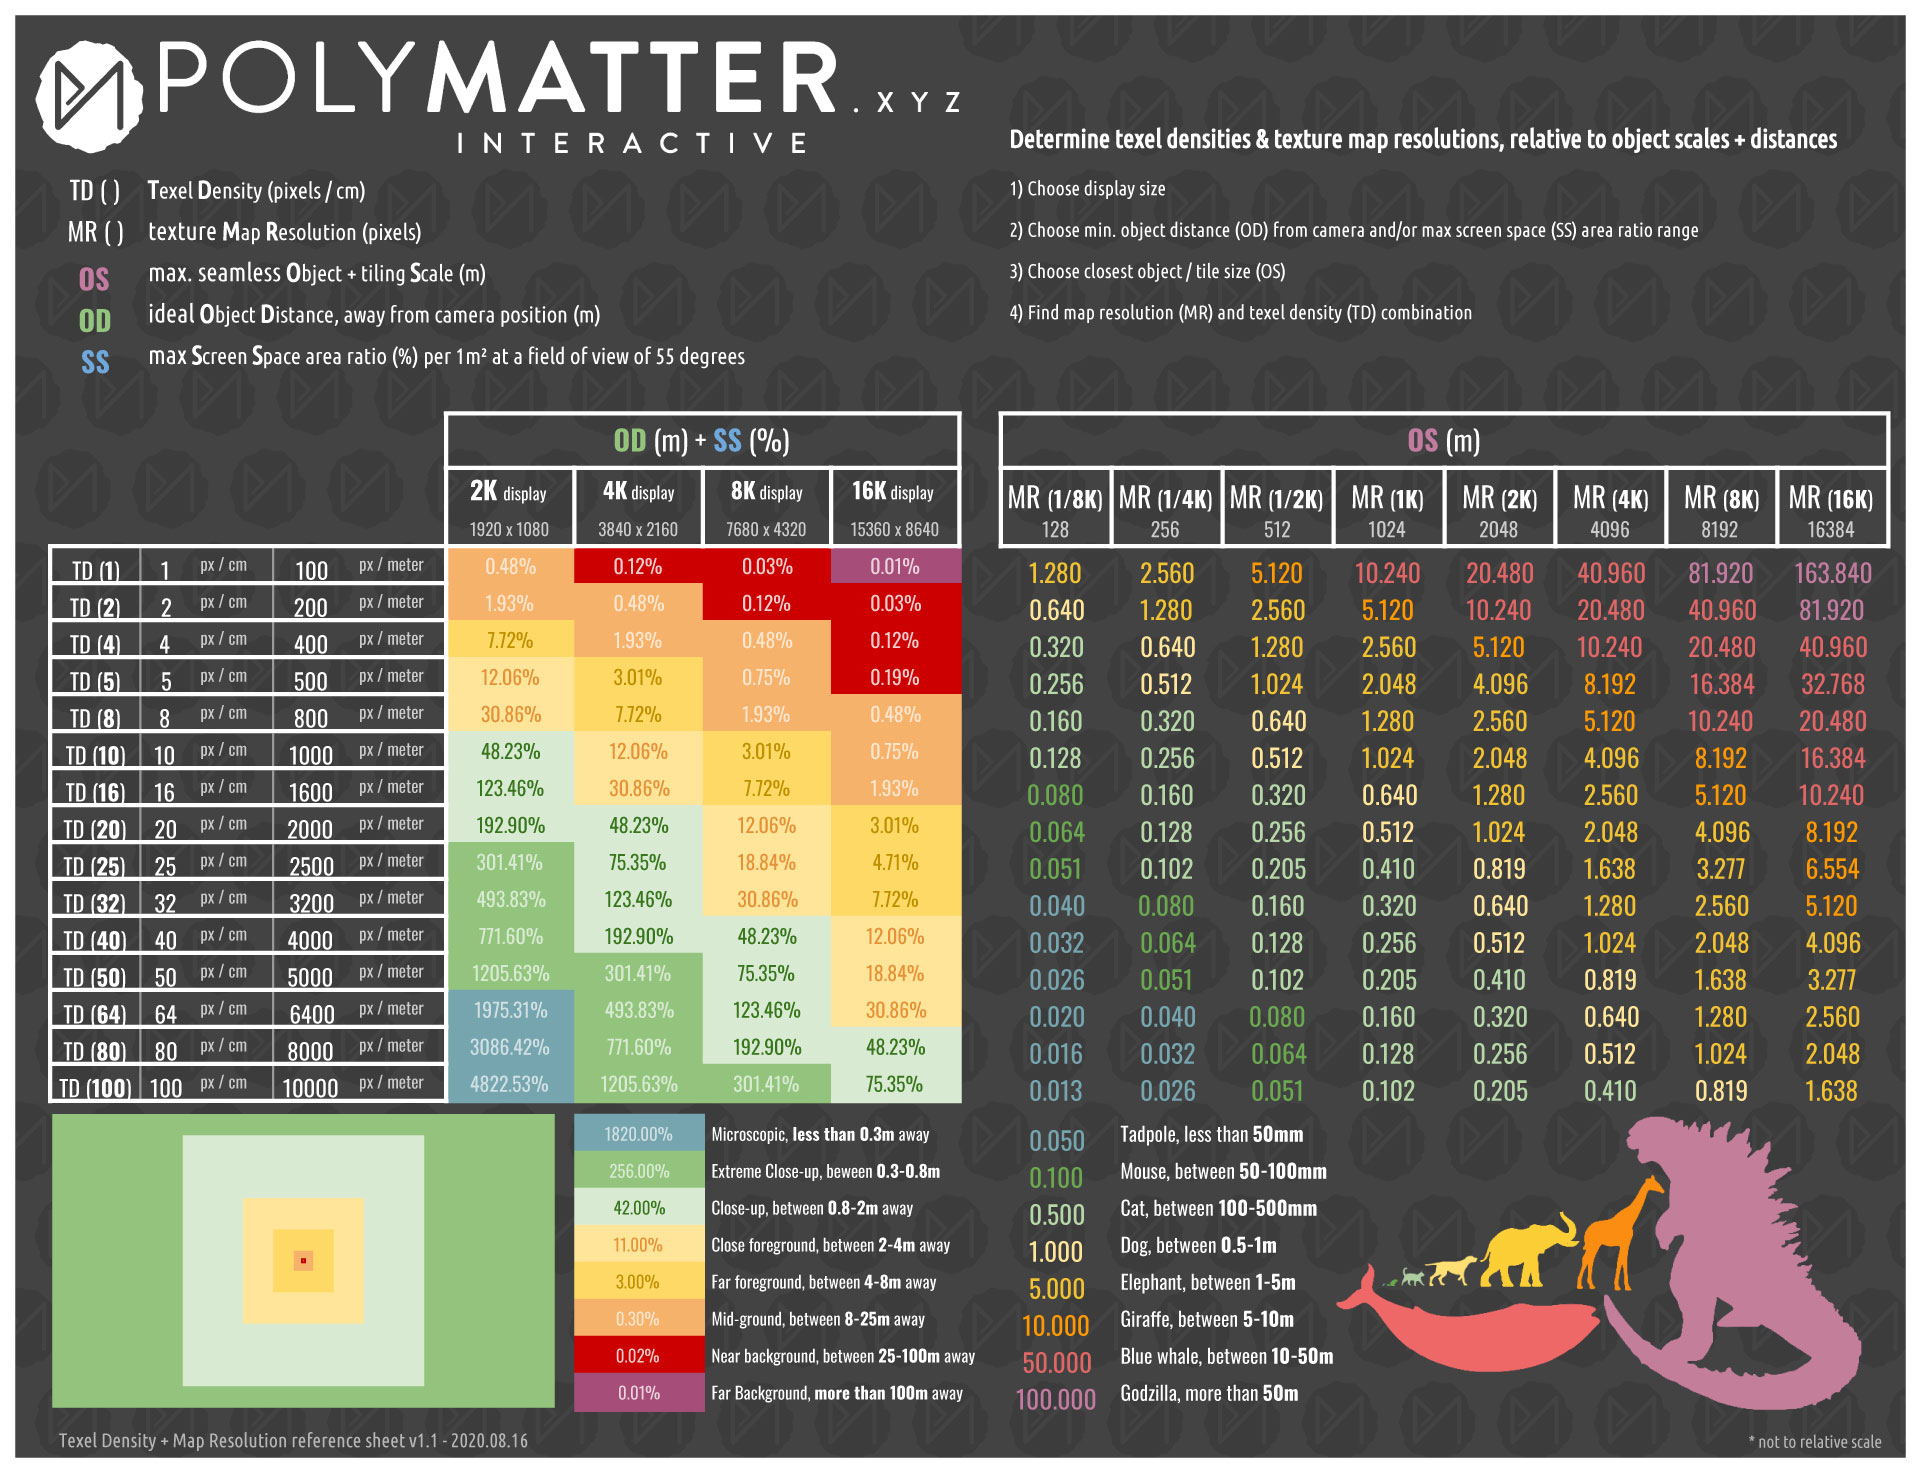 POLYMATTER.XYZ
INTERACTIVE
Determine texel densities & texture map resolutions, relative to object scales + distances
TD ( ) Texel Density (pixels / cm)
MR ( ) texture Map Resolution (pixels)
OS max. seamless Object + tiling Scale (m)
OD ideal Object Distance, away from camera position (m)
SS max Screen Space area ratio (%) per 1m² at a field of view of 55 degrees
1) Choose display size
2) Choose min. object distance (OD) from camera and/or max screen space (SS) area ratio range
3) Choose closest object / tile size (OS)
4) Find map resolution (MR) and texel density (TD) combination
OD (m) + SS (%) OS (m)
2K display 4K display 8K display 16K display MR (1/8K) MR (1/4K) MR (1/2K) MR (1K) MR (2K) MR (4K) MR (8K) MR (16K)
1920 x 1080 3840 x 2160 7680 x 4320 15360 x 8640 128 256 512 1024 2048 4096 8192 16384
TD (1) 1 px / cm 100 px / meter 0.48% 0.12% 0.03% 0.01% 1.280 2.560 5.120 10.240 20.480 40.960 81.920 163.840
TD (2) 2 px / cm 200 px / meter 1.93% 0.48% 0.12% 0.03% 0.640 1.280 2.560 5.120 10.240 20.480 40.960 81.920
TD (4) 4 px / cm 400 px / meter 7.72% 1.93% 0.48% 0.12% 0.320 0.640 1.280 2.560 5.120 10.240 20.480 40.960
TD (5) 5 px / cm 500 px / meter 12.06% 3.01% 0.75% 0.19% 0.256 0.512 1.024 2.048 4.096 8.192 16.384 32.768
TD (8) 8 px / cm 800 px / meter 30.86% 7.72% 1.93% 0.48% 0.160 0.320 0.640 1.280 2.560 5.120 10.240 20.480
TD (10) 10 px / cm 1000 px / meter 48.23% 12.06% 3.01% 0.75% 0.128 0.256 0.512 1.024 2.048 4.096 8.192 16.384
TD (16) 16 px / cm 1600 px / meter 123.46% 30.86% 7.72% 1.93% 0.080 0.160 0.320 0.640 1.280 2.560 5.120 10.240
TD (20) 20 px / cm 2000 px / meter 192.90% 48.23% 12.06% 3.01% 0.064 0.128 0.256 0.512 1.024 2.048 4.096 8.192
TD (25) 25 px / cm 2500 px / meter 301.41% 75.35% 18.84% 4.71% 0.051 0.102 0.205 0.410 0.819 1.638 3.277 6.554
TD (32) 32 px / cm 3200 px / meter 493.83% 123.46% 30.86% 7.72% 0.040 0.080 0.160 0.320 0.640 1.280 2.560 5.120
TD (40) 40 px / cm 4000 px / meter 771.60% 192.90% 48.23% 12.06% 0.032 0.064 0.128 0.256 0.512 1.024 2.048 4.096
TD (50) 50 px / cm 5000 px / meter 1205.63% 301.41% 75.35% 18.84% 0.026 0.051 0.102 0.205 0.410 0.819 1.638 3.277
TD (64) 64 px / cm 6400 px / meter 1975.31% 493.83% 123.46% 30.86% 0.020 0.040 0.080 0.160 0.320 0.640 1.280 2.560
TD (80) 80 px / cm 8000 px / meter 3086.42% 771.60% 192.90% 48.23% 0.016 0.032 0.064 0.128 0.256 0.512 1.024 2.048
TD (100) 100 px / cm 10000 px / meter 4822.53% 1205.63% 301.41% 75.35% 0.013 0.026 0.051 0.102 0.205 0.410 0.819 1.638
1820.00% Microscopic, less than 0.3m away 0.050 Tadpole, less than 50mm
256.00% Extreme Close-up, beween 0.3-0.8m 0.100 Mouse, between 50-100mm
42.00% Close-up, between 0.8-2m away 0.500 Cat, between 100-500mm
11.00% Close foreground, between 2-4m away 1.000 Dog, between 0.5-1m
3.00% Far foreground, between 4-8m away 5.000 Elephant, between 1-5m
0.30% Mid-ground, between 8-25m away 10.000 Giraffe, between 5-10m
0.02% Near background, between 25-100m away 50.000 Blue whale, between 10-50m
0.01% Far Background, more than 100m away 100.000 Godzilla, more than 50m
Texel Density + Map Resolution reference sheet v1.1 - 2020.08.16
* not to relative scale